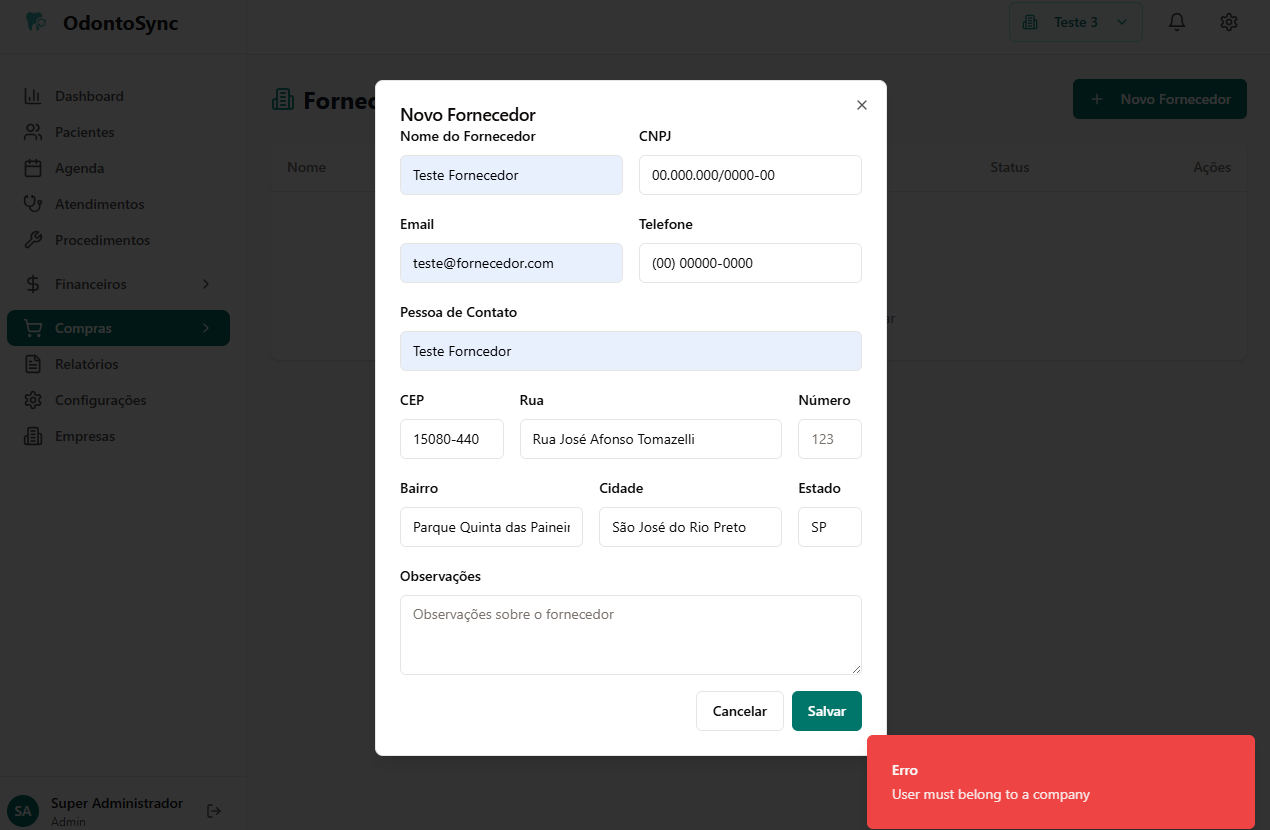 OdontoSync
Teste 3
Dashboard
Pacientes
Agenda
Atendimentos
Procedimentos
Financeiros
Compras
Relatórios
Configurações
Empresas
SA
Super Administrador
Admin
Novo Fornecedor
Nome
Status
Ações
Novo Fornecedor
Nome do Fornecedor
CNPJ
Teste Fornecedor
00.000.000/0000-00
Email
Telefone
teste@fornecedor.com
(00) 00000-0000
Pessoa de Contato
Teste Forncedor
CEP
Rua
Número
15080-440
Rua José Afonso Tomazelli
123
Bairro
Cidade
Estado
Parque Quinta das Paineir
São José do Rio Preto
SP
Observações
Observações sobre o fornecedor
Cancelar
Salvar
Erro
User must belong to a company